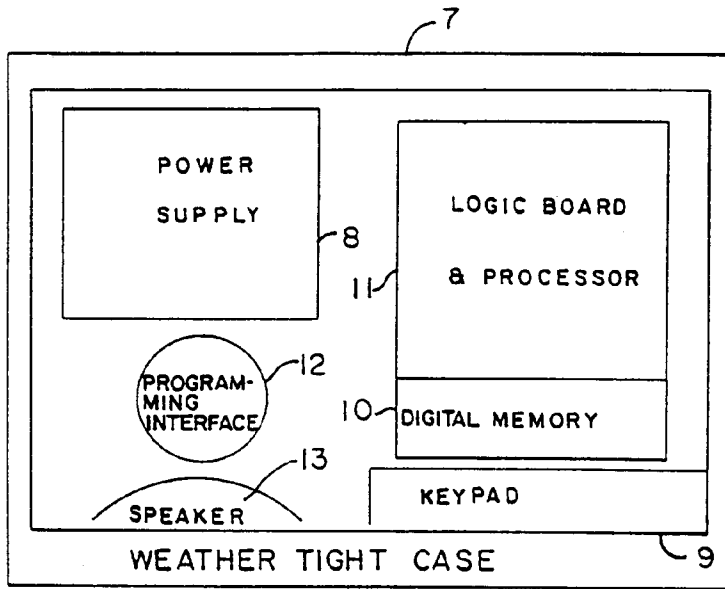 7
POWER
SUPPLY
8
LOGIC BOARD
& PROCESSOR
11
PROGRAM-
MING
INTERFACE
12
10
DIGITAL MEMORY
13
SPEAKER
KEYPAD
9
WEATHER TIGHT CASE